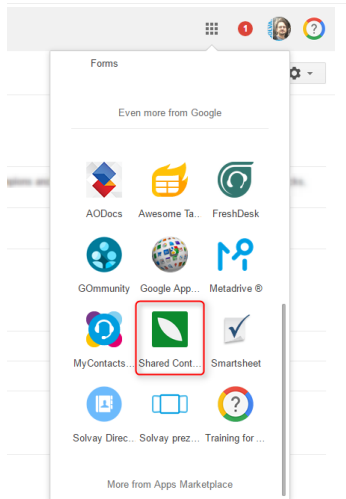 1
?
Forms
Even more from Google
AODocs
Awesome Ta...
FreshDesk
GOmmunity
Google App...
Metadrive ®
MyContacts...
Shared Cont...
Smartsheet
Solvay Direc...
Solvay prez...
?
Training for ...
More from Apps Marketplace